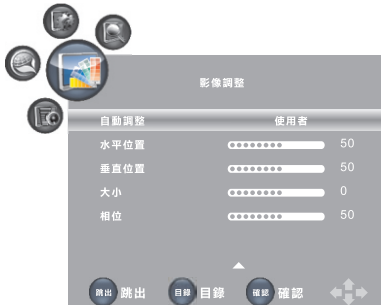 影像調整
自動調整 使用者
水平位置 50
垂直位置 50
大小 0
相位 50
跳出 跳出 目錄 目錄 確認 確認